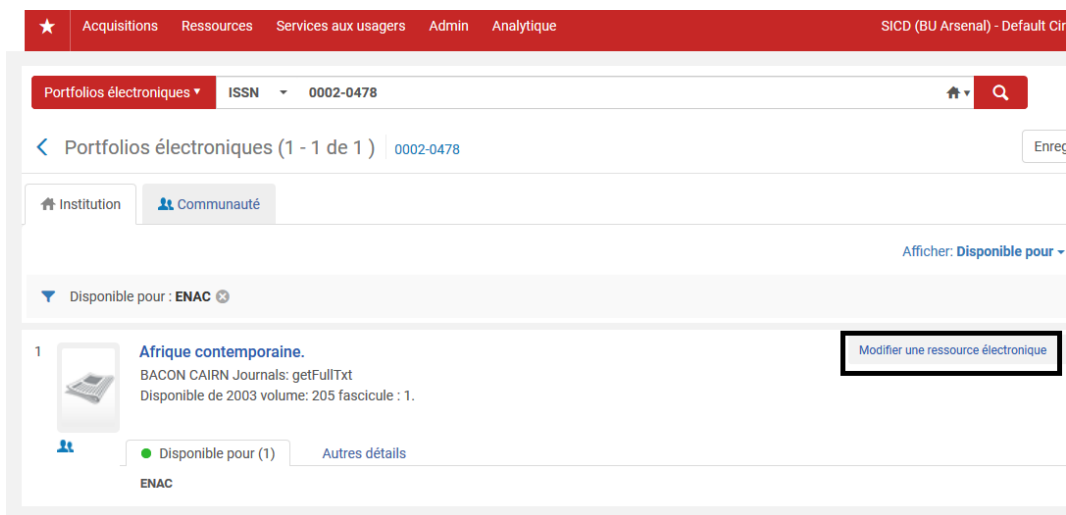 Acquisitions Ressources Services aux usagers Admin Analytique SICD (BU Arsenal) - Default Cir
Portfolios électroniques ISSN 0002-0478
Portfolios électroniques (1 - 1 de 1 ) 0002-0478 Enreg
Institution Communauté
Afficher: Disponible pour
Disponible pour : ENAC
1 Afrique contemporaine. Modifier une ressource électronique
BACON CAIRN Journals: getFullTxt
Disponible de 2003 volume: 205 fascicule : 1.
Disponible pour (1) Autres détails
ENAC